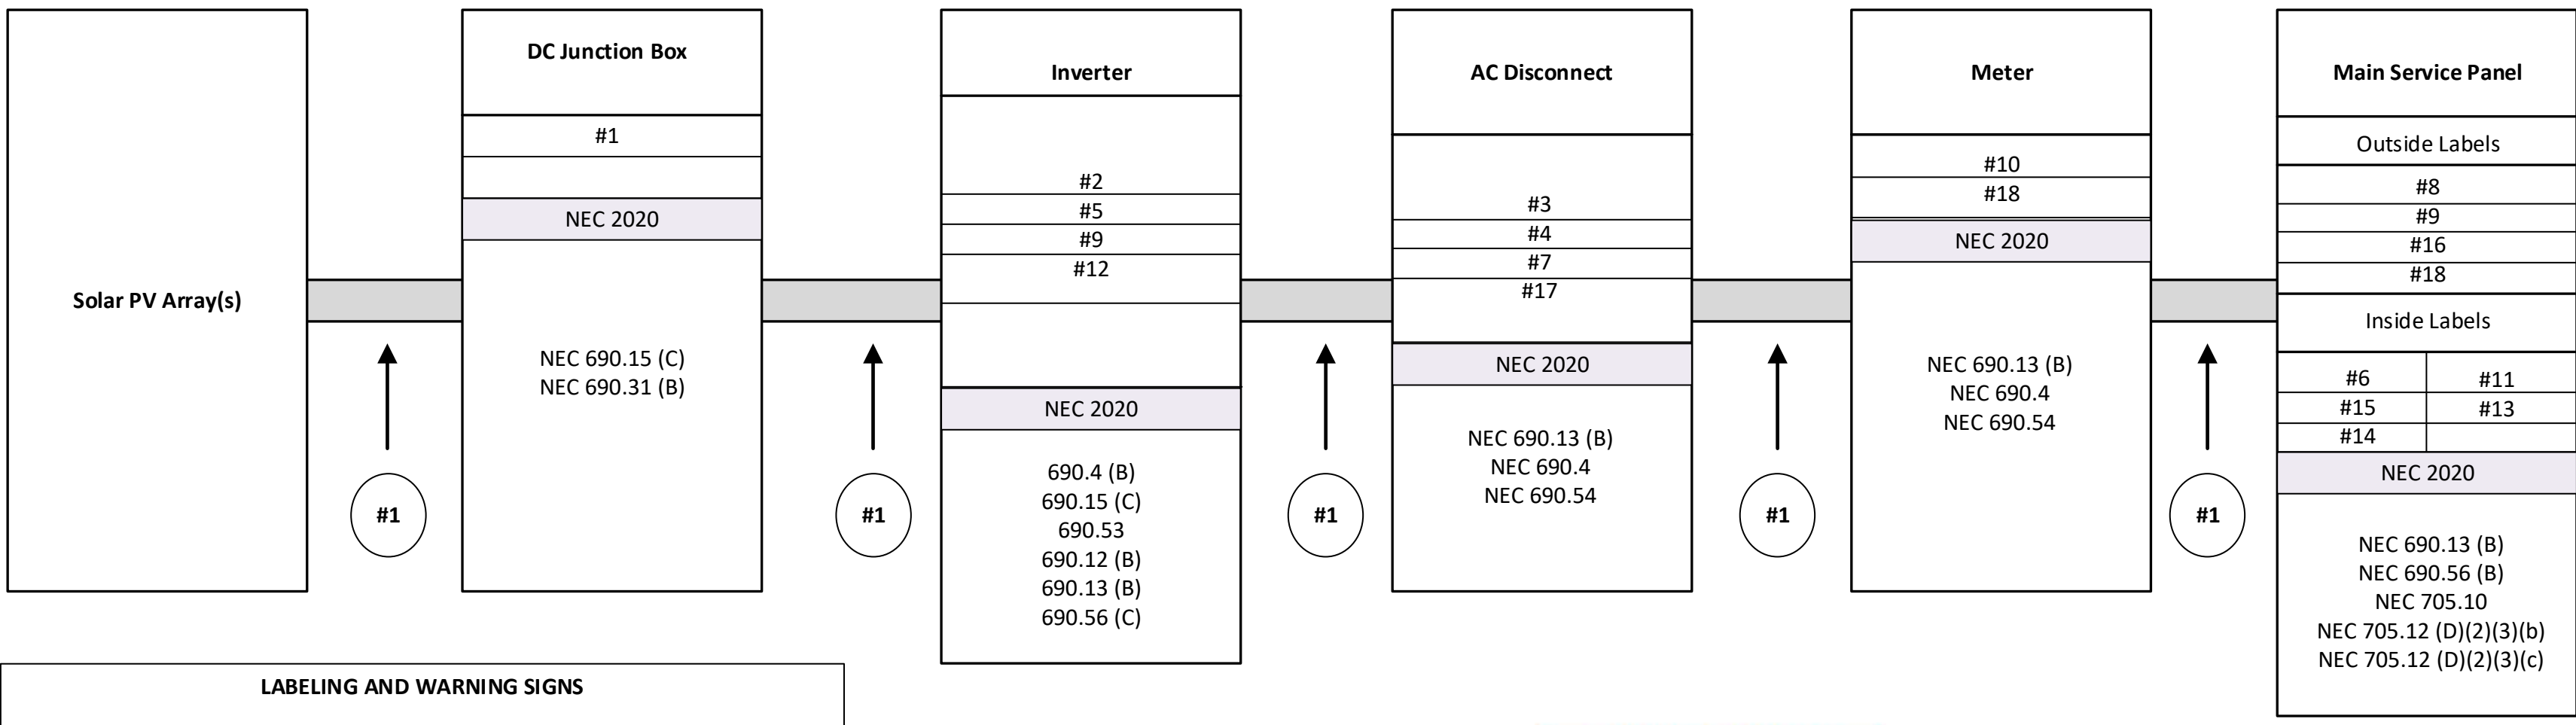 Solar PV Array(s)
#1
DC Junction Box
#1
NEC 2020
NEC 690.15 (C)
NEC 690.31 (B)
#1
Inverter
#2
#5
#9
#12
NEC 2020
690.4 (B)
690.15 (C)
690.53
690.12 (B)
690.13 (B)
690.56 (C)
#1
AC Disconnect
#3
#4
#7
#17
NEC 2020
NEC 690.13 (B)
NEC 690.4
NEC 690.54
#1
Meter
#10
#18
NEC 2020
NEC 690.13 (B)
NEC 690.4
NEC 690.54
#1
Main Service Panel
Outside Labels
#8
#9
#16
#18
Inside Labels
#6 #11
#15 #13
#14
NEC 2020
NEC 690.13 (B)
NEC 690.56 (B)
NEC 705.10
NEC 705.12 (D)(2)(3)(b)
NEC 705.12 (D)(2)(3)(c)
LABELING AND WARNING SIGNS